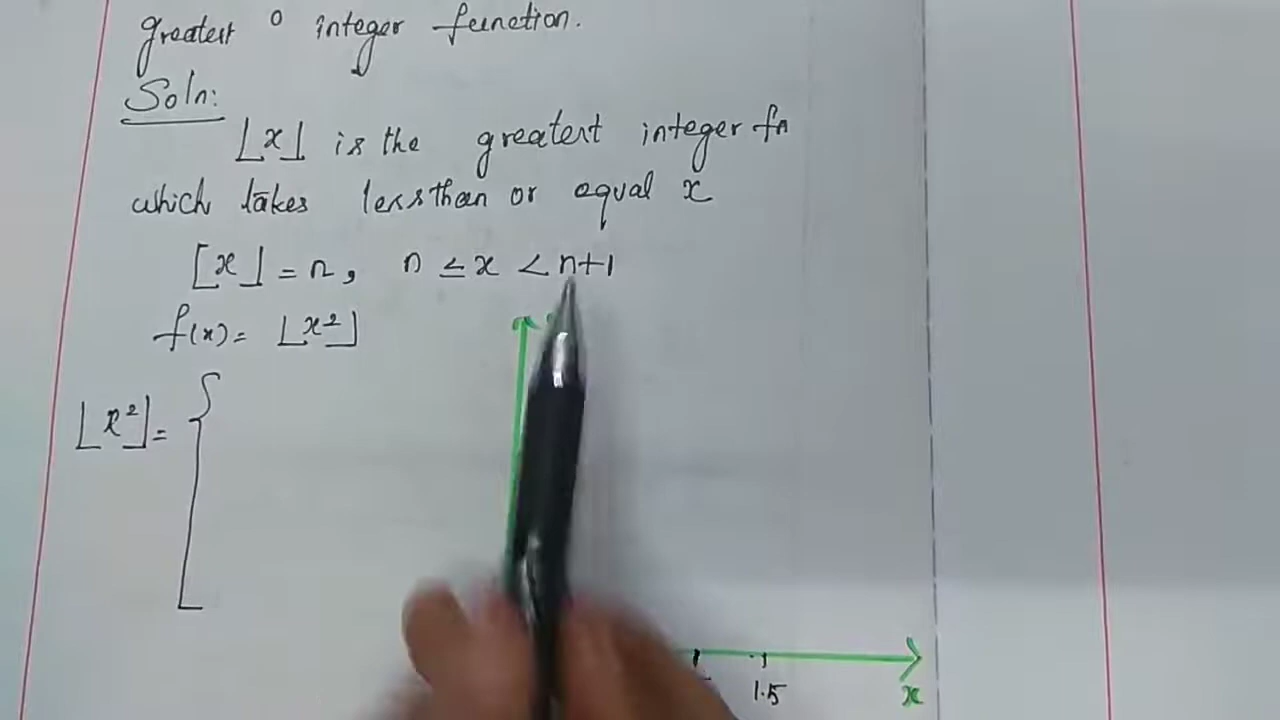 greatest integer function.
Soln:
⌊x⌋ is the greatest integer fn
which takes less than or equal x
⌊x⌋ = n, n ≤ x < n+1
f(x) = ⌊x²⌋
⌊x²⌋ = {
1.5
x